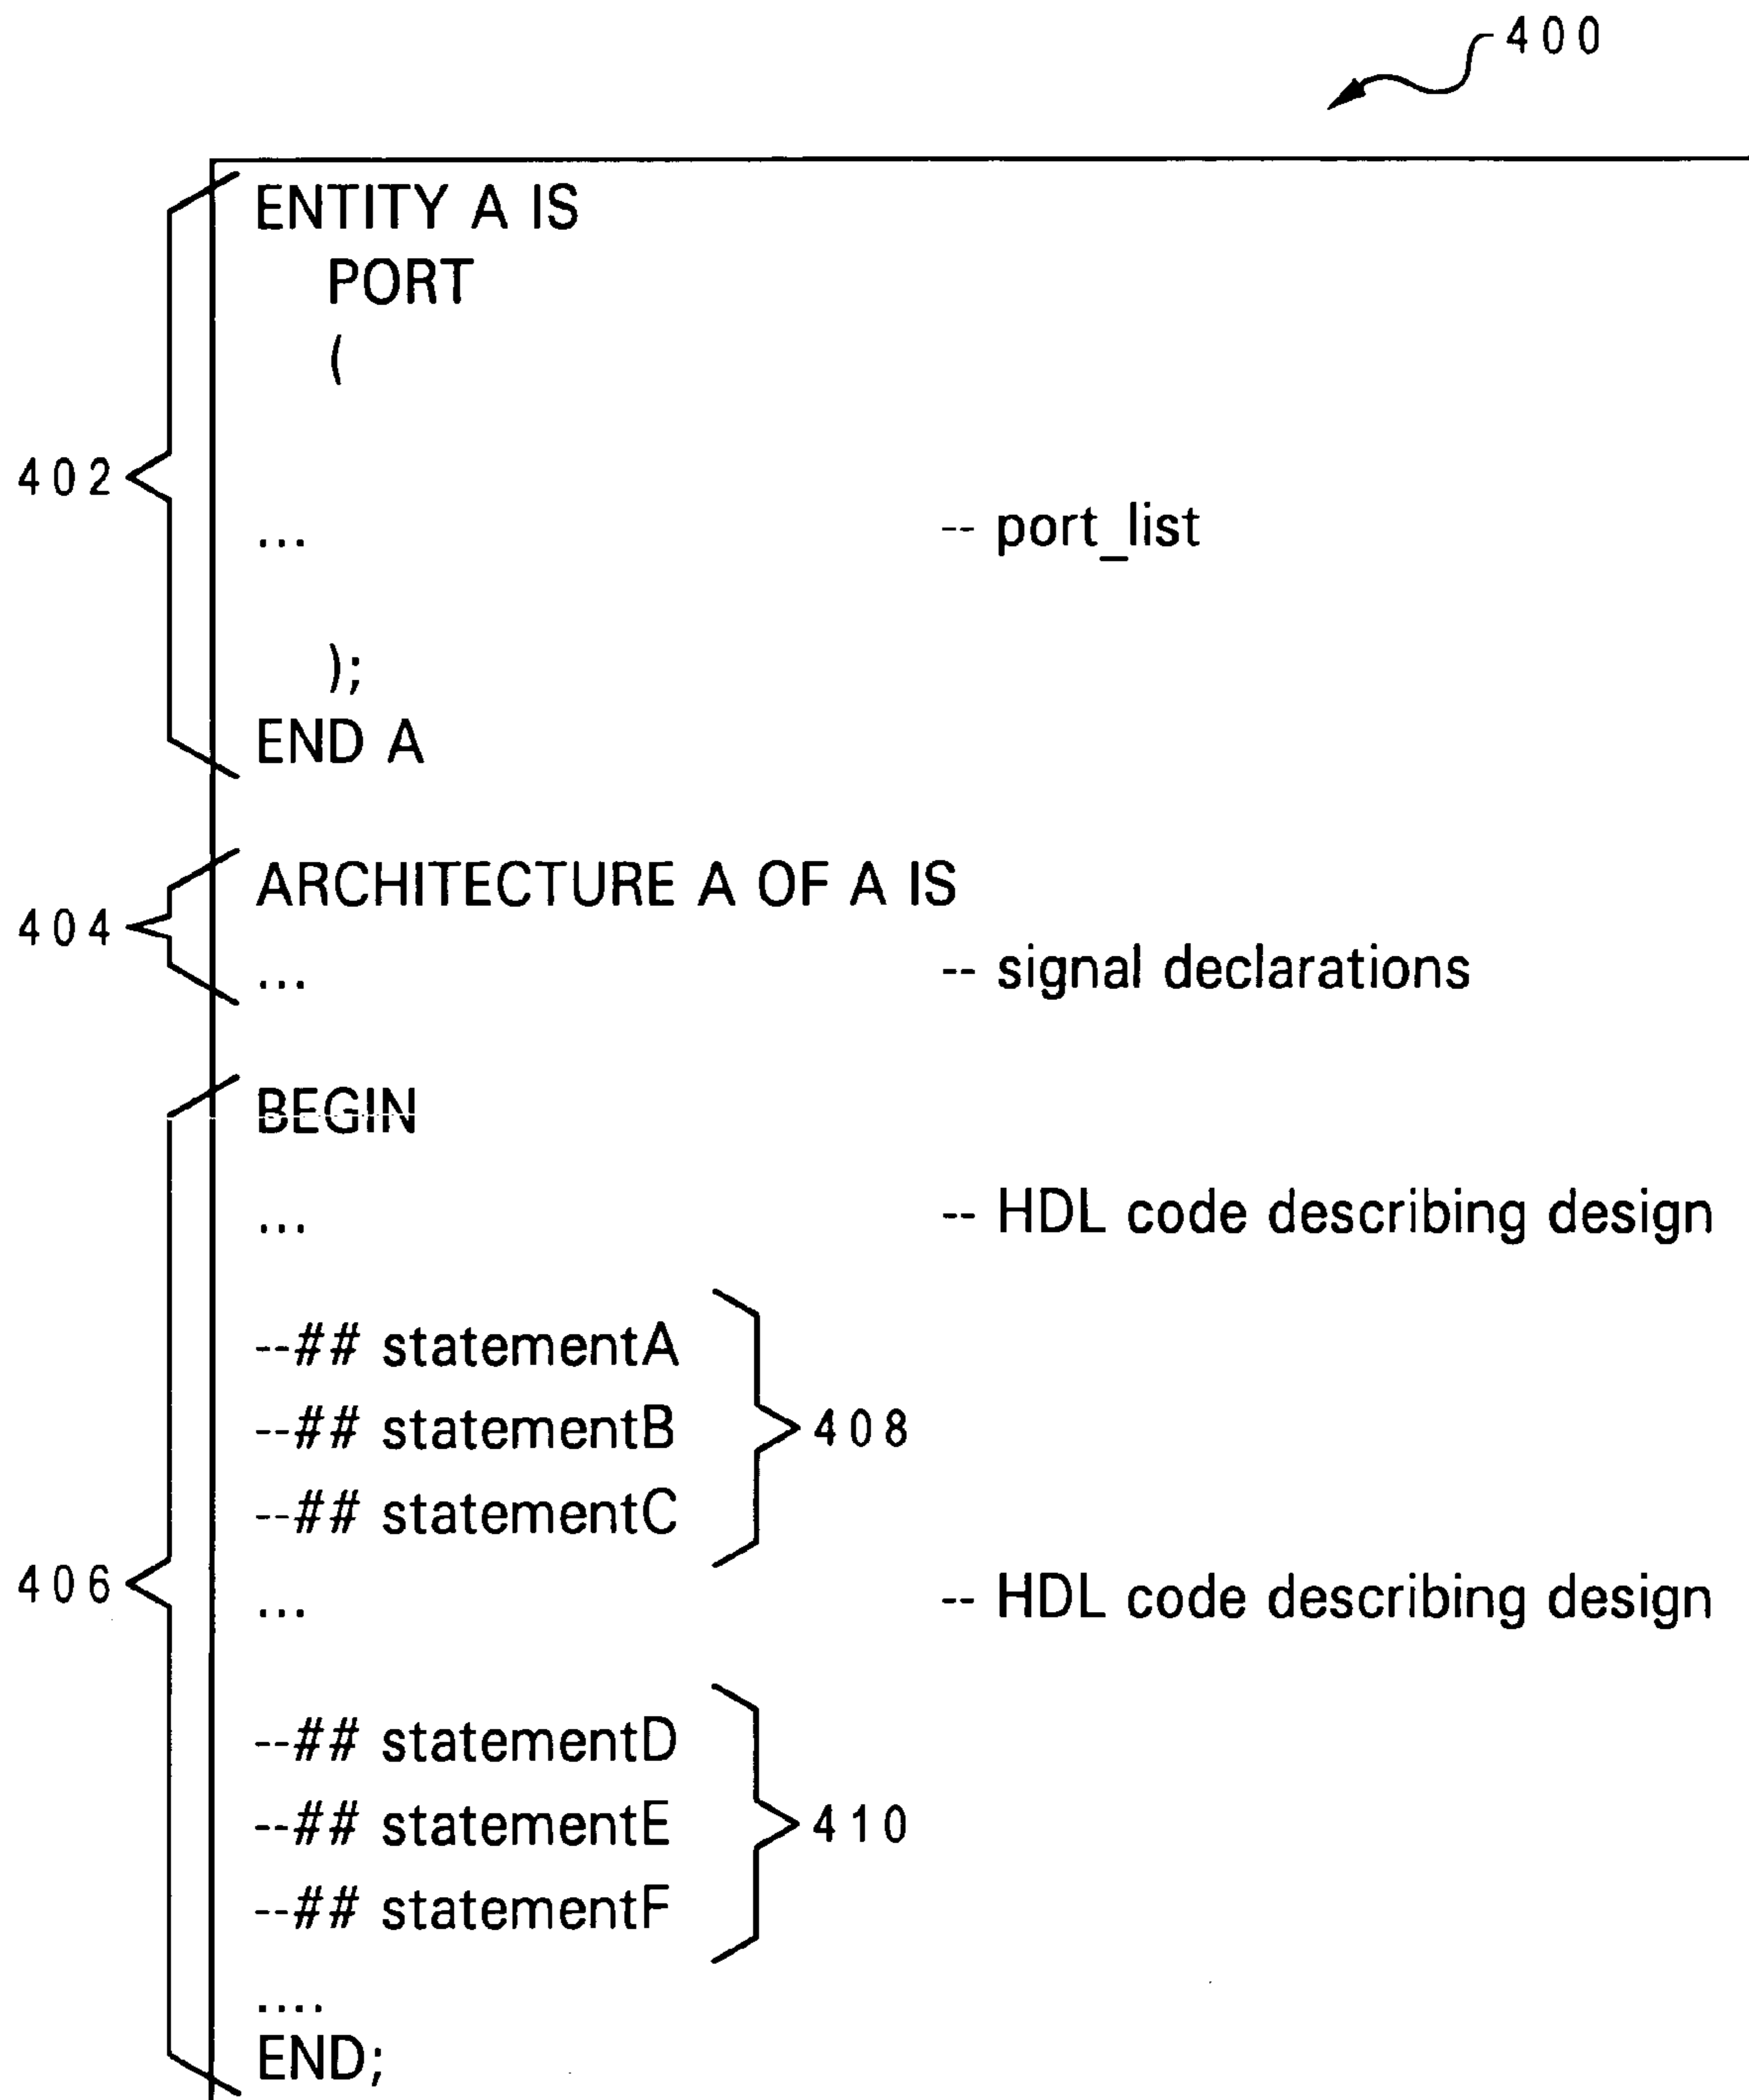 400
ENTITY A IS
PORT
(
402
... -- port_list
);
END A
ARCHITECTURE A OF A IS
404
... -- signal declarations
BEGIN
... -- HDL code describing design
--## statementA
--## statementB 408
--## statementC
406
... -- HDL code describing design
--## statementD
--## statementE 410
--## statementF
....
END;